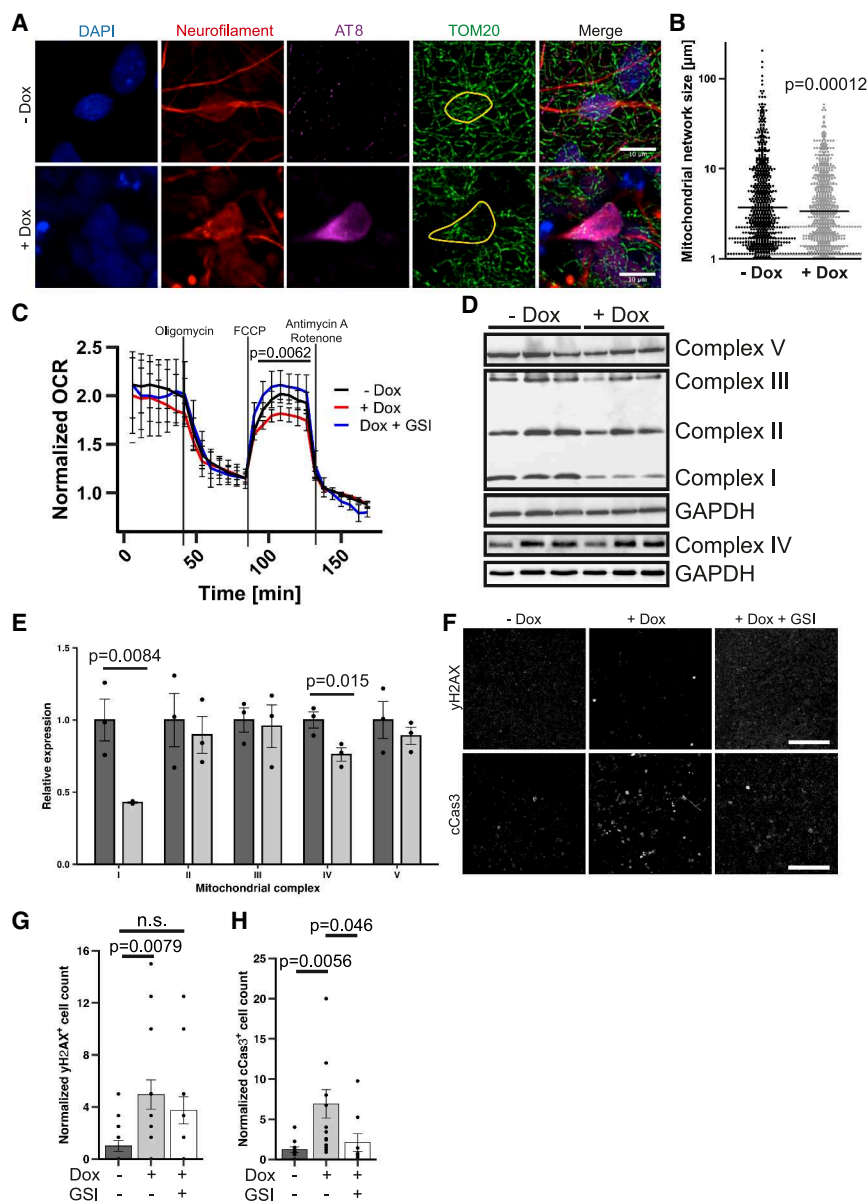 A
DAPI
Neurofilament
AT8
TOM20
Merge
- Dox
10 µm
+ Dox
10 µm
B
Mitochondrial network size [µm]
100
10
1
p=0.00012
- Dox
+ Dox
C
Oligomycin
FCCP
Antimycin A
Rotenone
p=0.0062
Normalized OCR
2.5
2.0
1.5
1.0
0
50
100
150
Time [min]
- Dox
+ Dox
Dox + GSI
D
- Dox
+ Dox
Complex V
Complex III
Complex II
Complex I
GAPDH
Complex IV
GAPDH
E
Relative expression
1.5
1.0
0.5
0.0
p=0.0084
p=0.015
I
II
III
IV
V
Mitochondrial complex
F
- Dox
+ Dox
+ Dox + GSI
yH2AX
cCas3
G
Normalized yH2AX⁺ cell count
16
12
8
4
0
n.s.
p=0.0079
Dox - + +
GSI - - +
H
Normalized cCas3⁺ cell count
25
20
15
10
5
0
p=0.046
p=0.0056
Dox - + +
GSI - - +